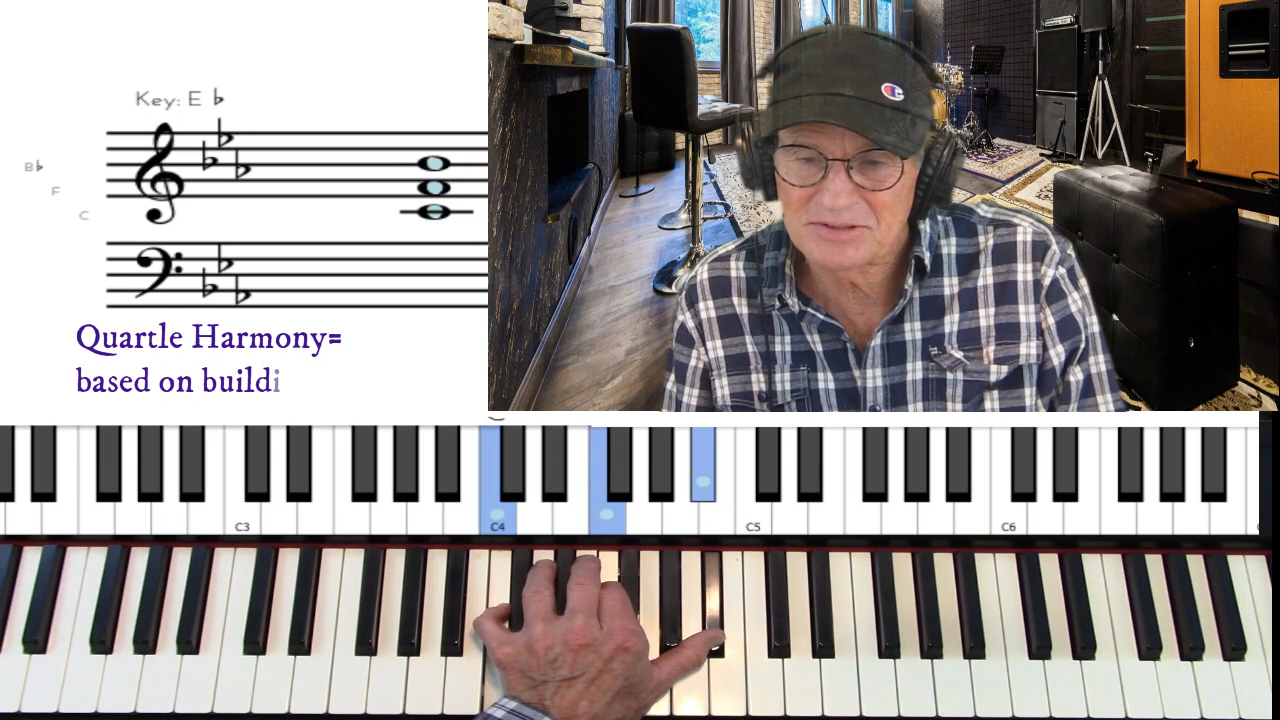 Key: E ♭
B♭
F
C
Quartle Harmony=
based on buildi
C3
C4
C5
C6